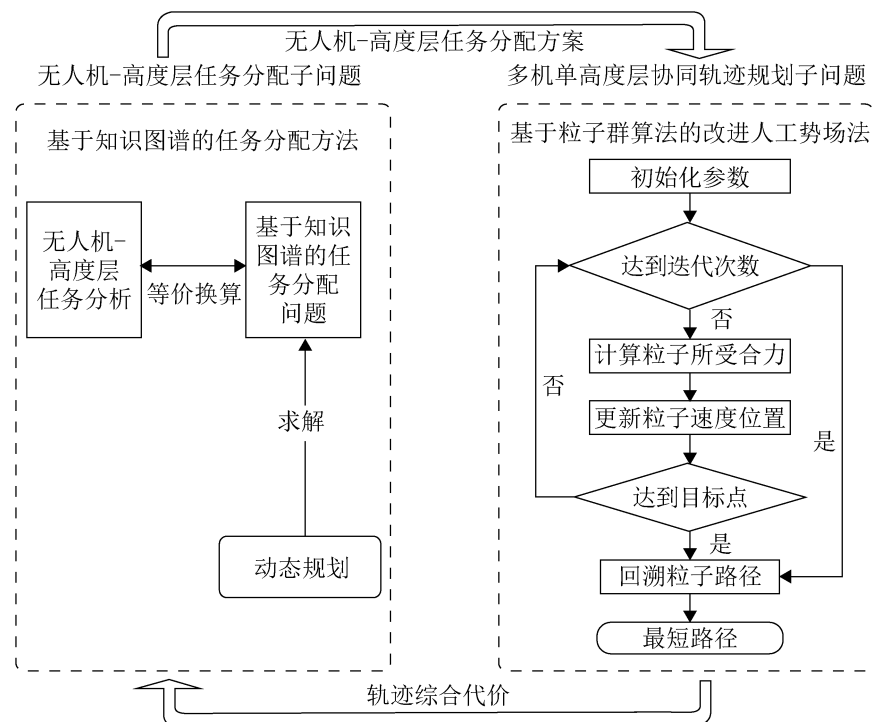 无人机-高度层任务分配方案
无人机-高度层任务分配子问题
多机单高度层协同轨迹规划子问题
基于知识图谱的任务分配方法
无人机-
高度层
任务分析
等价换算
基于知识
图谱的任
务分配
问题
求解
动态规划
基于粒子群算法的改进人工势场法
初始化参数
达到迭代次数
否
计算粒子所受合力
否
更新粒子速度位置
是
达到目标点
是
回溯粒子路径
最短路径
轨迹综合代价